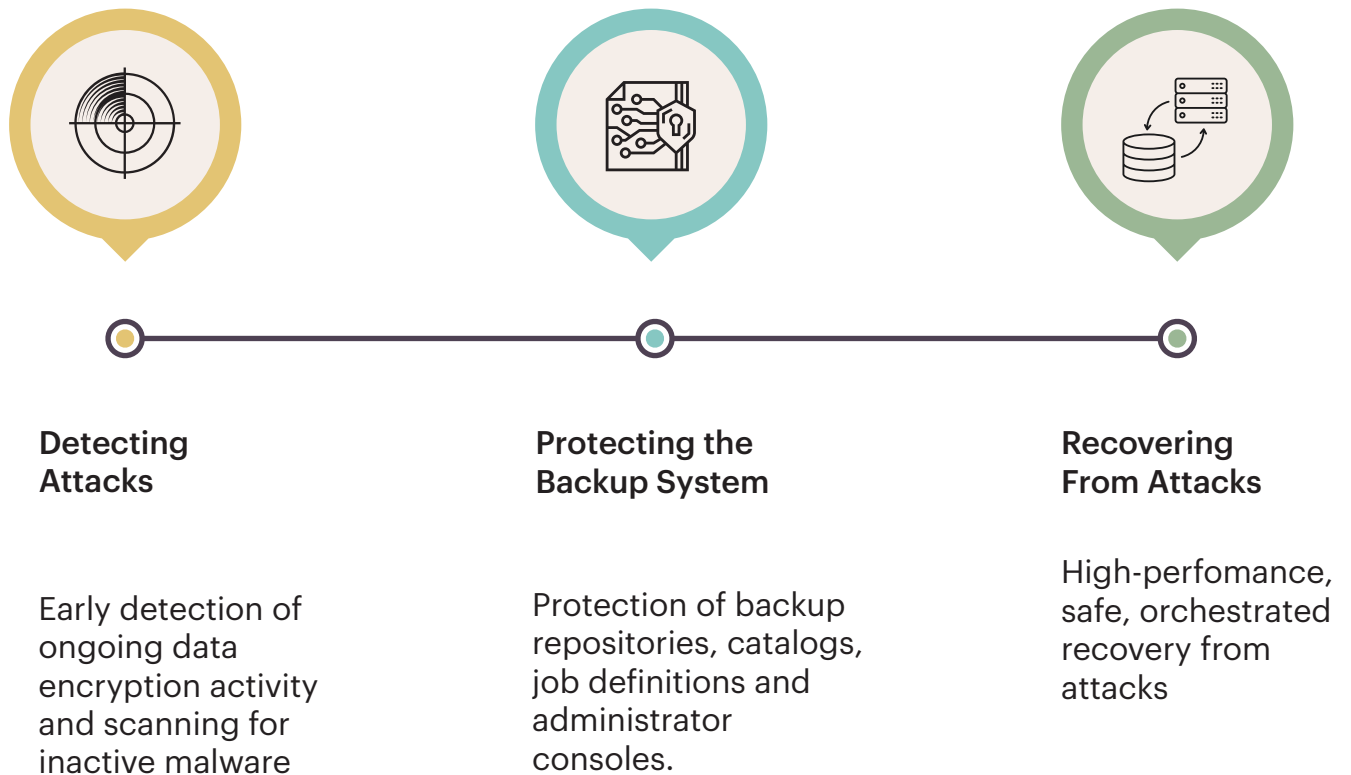 Detecting
Attacks
Early detection of
ongoing data
encryption activity
and scanning for
inactive malware
Protecting the
Backup System
Protection of backup
repositories, catalogs,
job definitions and
administrator
consoles.
Recovering
From Attacks
High-perfomance,
safe, orchestrated
recovery from
attacks